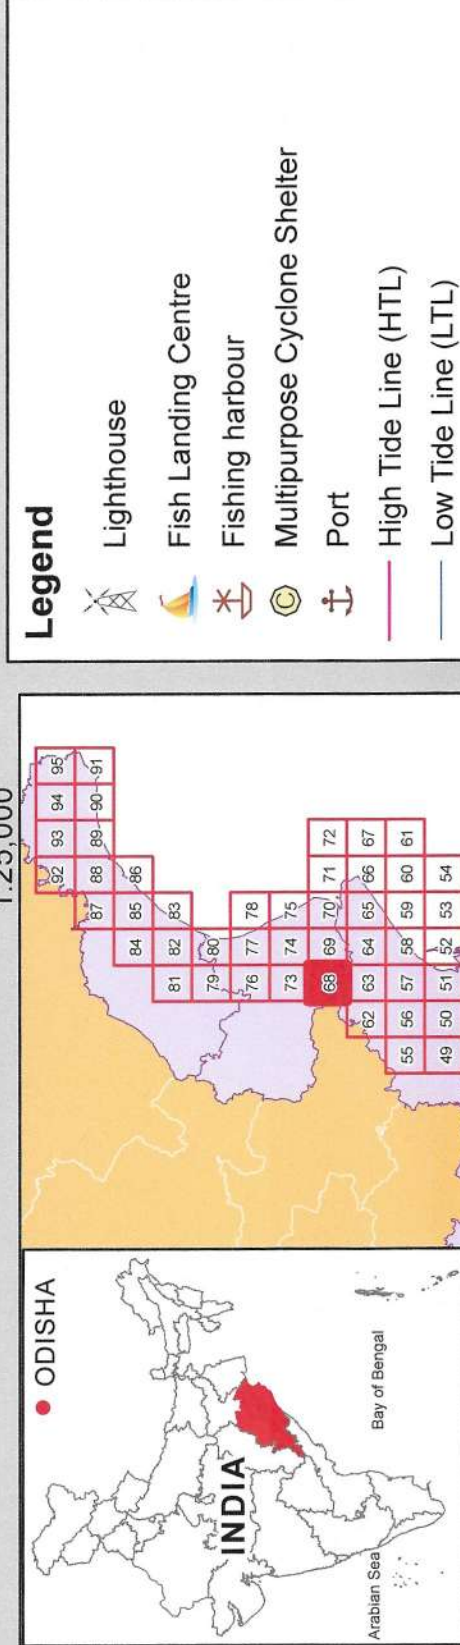 1:25,000
ODISHA
INDIA
Arabian Sea
Bay of Bengal
92 93 94 95
87 88 89 90 91
84 85 86
81 82 83
79 80
76 77 78
73 74 75
68 69 70 71 72
62 63 64 65 66 67
55 56 57 58 59 60 61
49 50 51 52 53 54
Legend
Lighthouse
Fish Landing Centre
Fishing harbour
C Multipurpose Cyclone Shelter
Port
High Tide Line (HTL)
Low Tide Line (LTL)